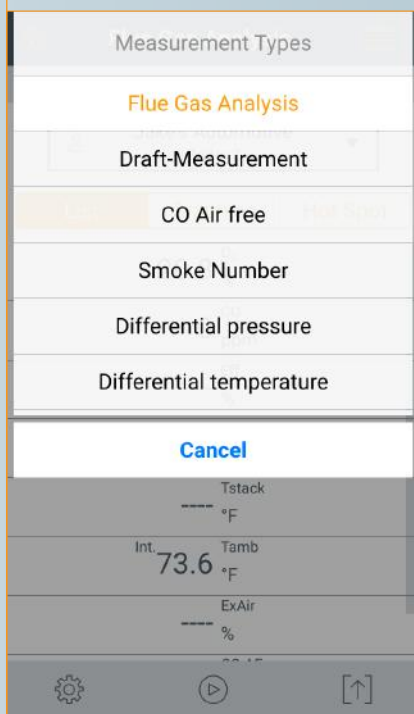 Measurement Types
Flue Gas Analysis
Draft-Measurement
CO Air free
Smoke Number
Differential pressure
Differential temperature
Cancel
Tstack
---- °F
Int. 73.6 Tamb
°F
ExAir
---- %